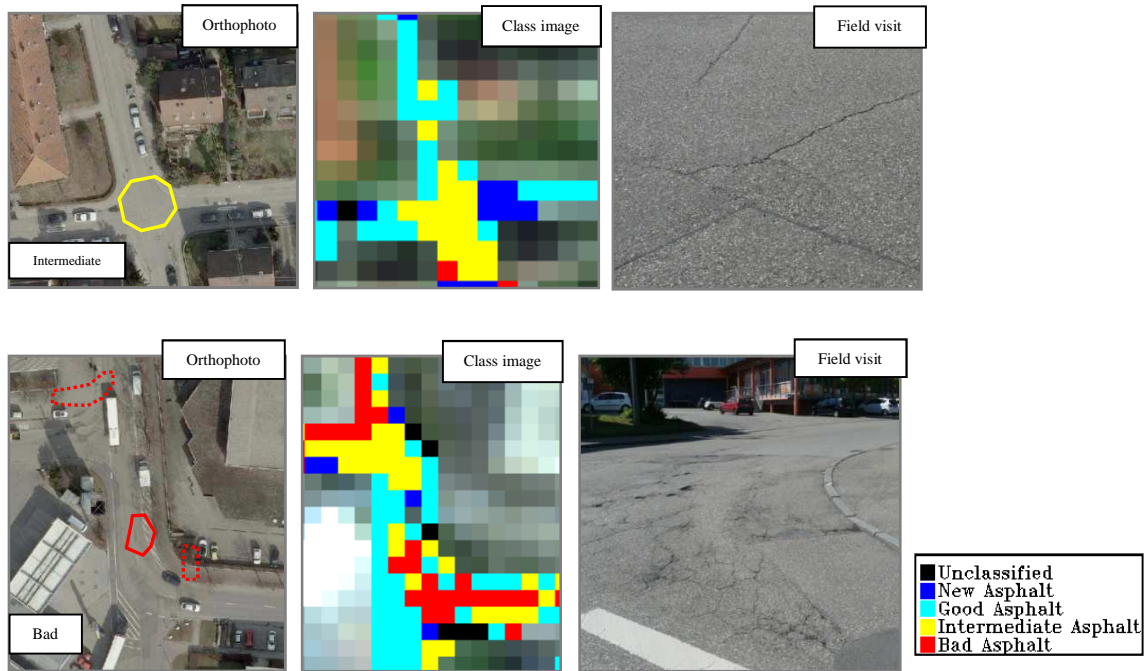 Orthophoto
Class image
Field visit
Intermediate
Orthophoto
Class image
Field visit
Bad
Unclassified
New Asphalt
Good Asphalt
Intermediate Asphalt
Bad Asphalt